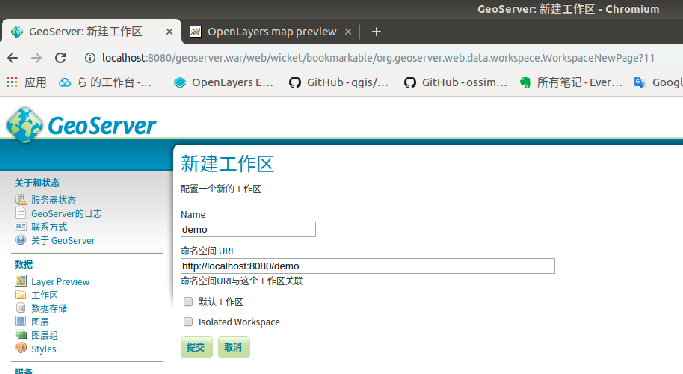 GeoServer: 新建工作区 - Chromium
GeoServer: 新建工作区
OpenLayers map preview
localhost:8080/geoserver.war/web/wicket/bookmarkable/org.geoserver.web.data.workspace.WorkspaceNewPage?11
应用
ら 的工作台 -...
OpenLayers E...
GitHub - qgis/...
GitHub - ossim...
所有笔记 - Ever...
Googl
GeoServer
关于和状态
服务器状态
GeoServer的日志
联系方式
关于 GeoServer
数据
Layer Preview
工作区
数据存储
图层
图层组
Styles
服务
新建工作区
配置一个新的工作区
Name
demo
命名空间 URI
http://localhost:8080/demo
命名空间URI与这个工作区关联
默认工作区
Isolated Workspace
提交
取消